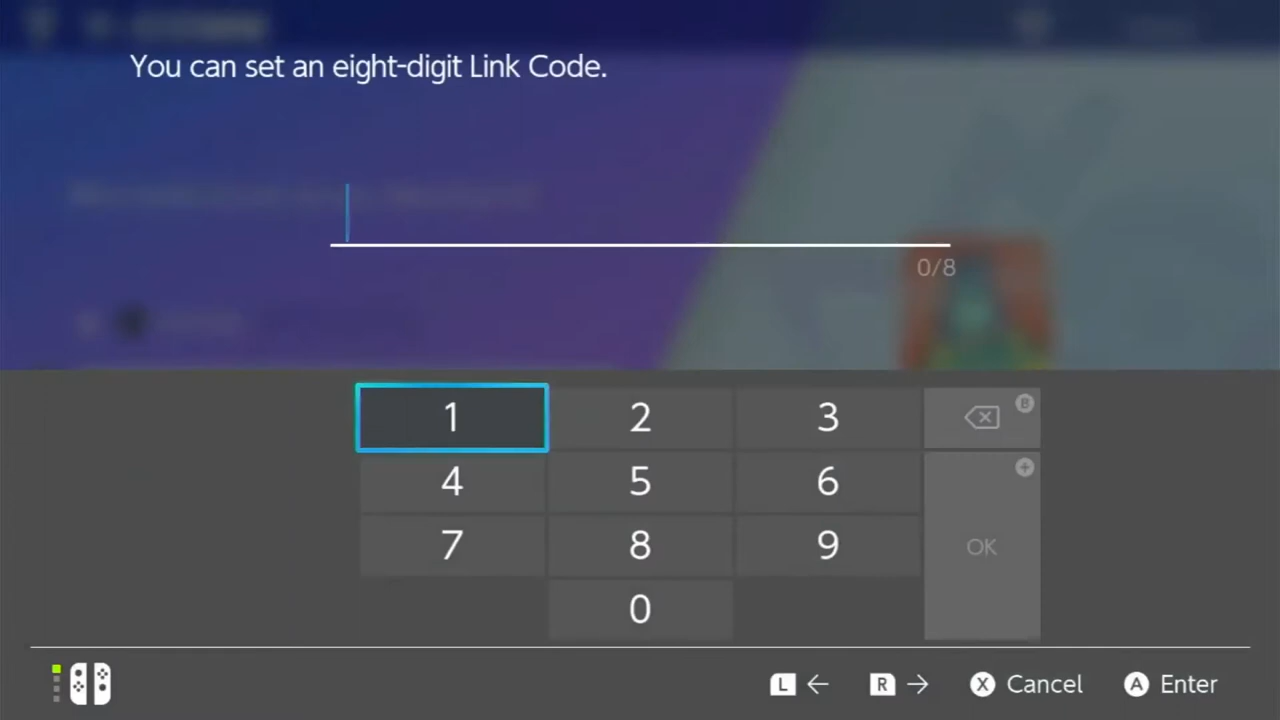 You can set an eight-digit Link Code.
0/8
1 2 3 B
4 5 6 +
7 8 9 OK
0
L ← R → X Cancel A Enter